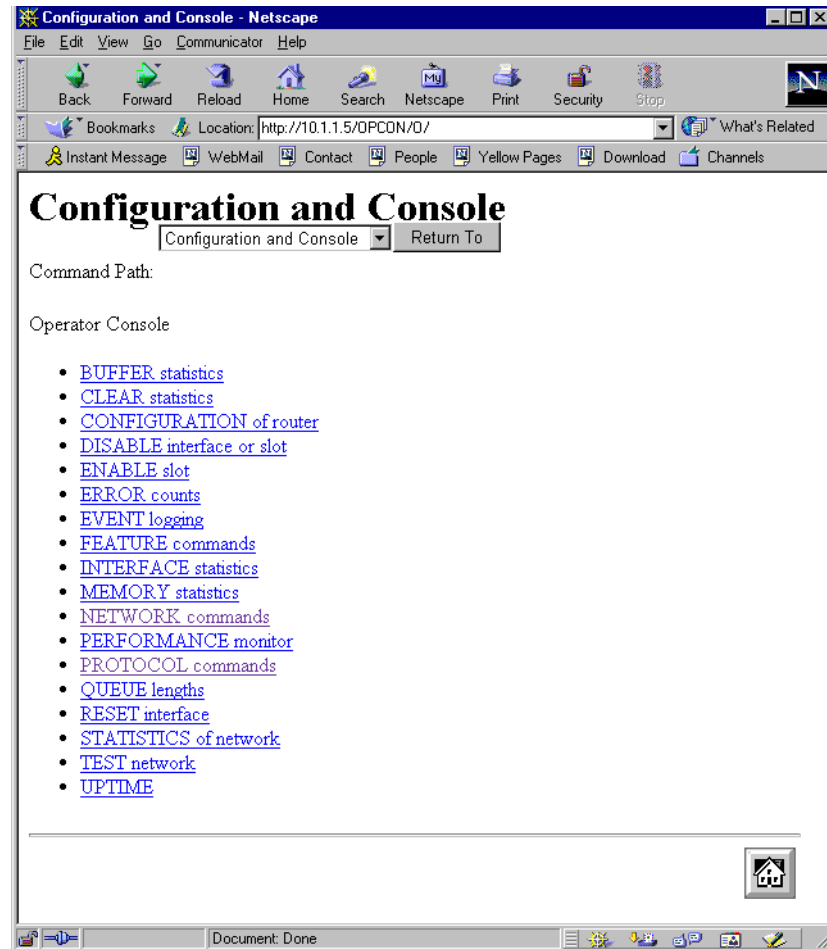 Configuration and Console - Netscape
File Edit View Go Communicator Help
Back Forward Reload Home Search Netscape Print Security Stop
My
N
Bookmarks Location: http://10.1.1.5/OPCON/O/ What's Related
Instant Message WebMail Contact People Yellow Pages Download Channels
Configuration and Console
Configuration and Console Return To
Command Path:
Operator Console
• BUFFER statistics
• CLEAR statistics
• CONFIGURATION of router
• DISABLE interface or slot
• ENABLE slot
• ERROR counts
• EVENT logging
• FEATURE commands
• INTERFACE statistics
• MEMORY statistics
• NETWORK commands
• PERFORMANCE monitor
• PROTOCOL commands
• QUEUE lengths
• RESET interface
• STATISTICS of network
• TEST network
• UPTIME
Document: Done